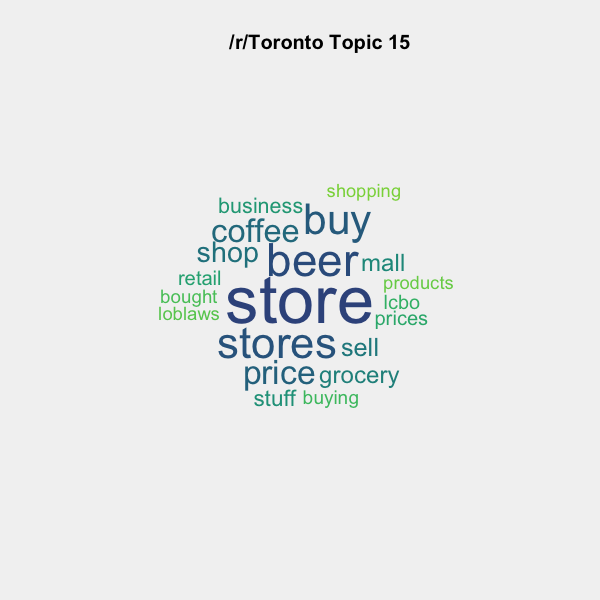 /r/Toronto Topic 15
shopping
business
buy
coffee
shop
beer
mall
retail
products
bought
store
lcbo
loblaws
prices
stores
sell
price
grocery
stuff
buying